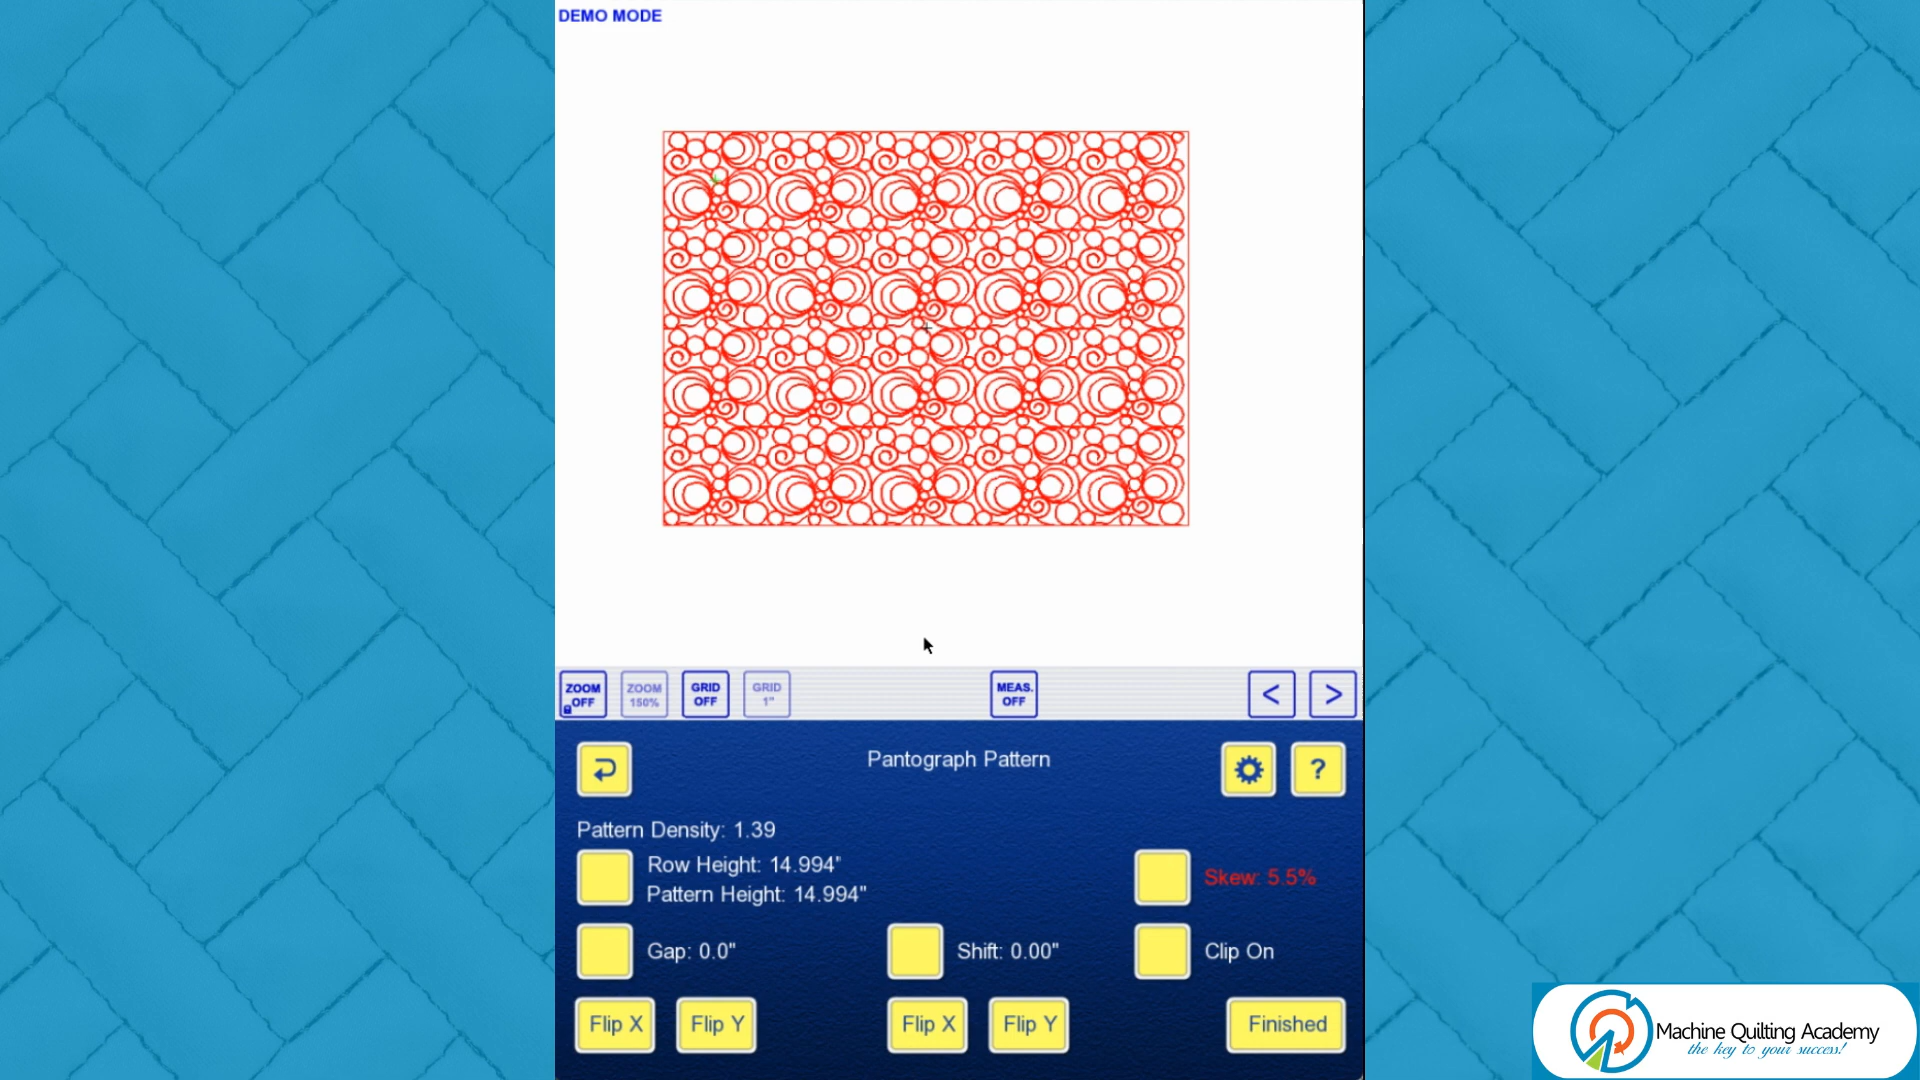 DEMO MODE
ZOOM OFF
ZOOM 150%
GRID OFF
GRID 1"
MEAS. OFF
<
>
Pantograph Pattern
?
Pattern Density: 1.39
Row Height: 14.994"
Pattern Height: 14.994"
Skew: 5.5%
Gap: 0.0"
Shift: 0.00"
Clip On
Flip X
Flip Y
Flip X
Flip Y
Finished
Machine Quilting Academy
the key to your success!